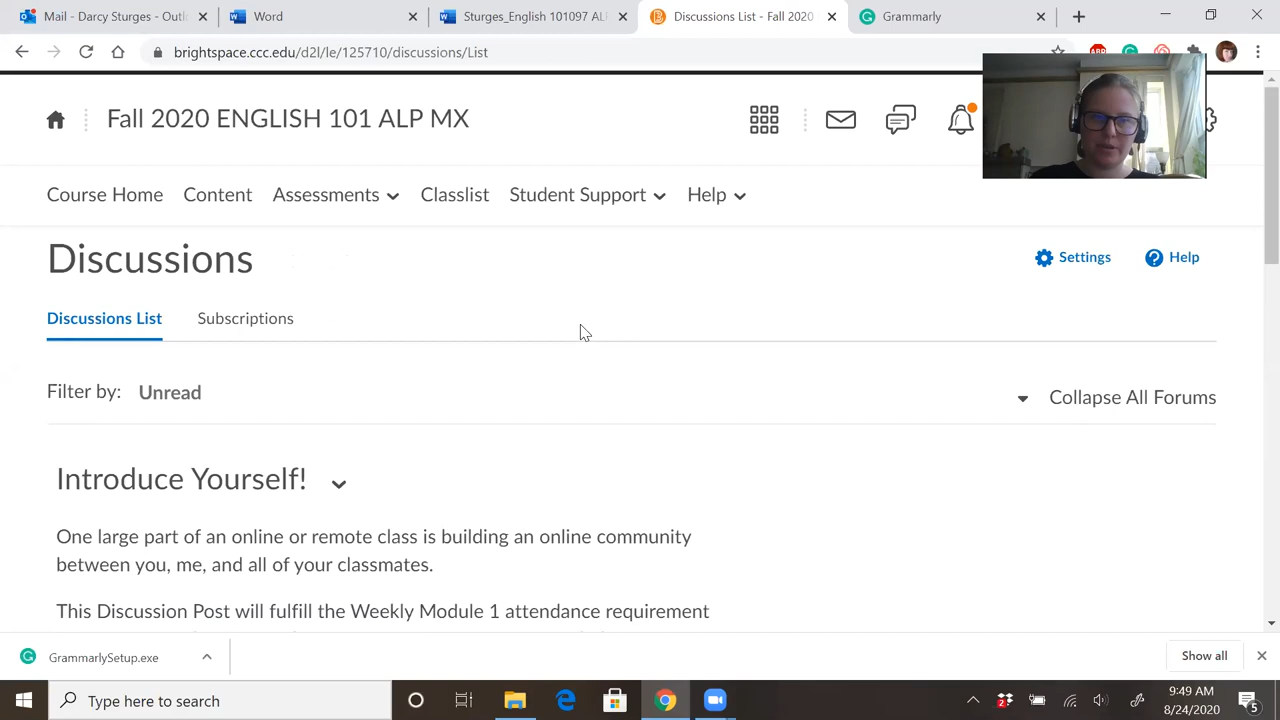 Mail - Darcy Sturges - Outl
Word
Sturges_English 101097 AL
Discussions List - Fall 2020
Grammarly
brightspace.ccc.edu/d2l/le/125710/discussions/List
ABP
Fall 2020 ENGLISH 101 ALP MX
Course Home Content Assessments Classlist Student Support Help
Discussions
Settings Help
Discussions List Subscriptions
Filter by: Unread
Collapse All Forums
Introduce Yourself!
One large part of an online or remote class is building an online community
between you, me, and all of your classmates.
This Discussion Post will fulfill the Weekly Module 1 attendance requirement
GrammarlySetup.exe
Show all
Type here to search
2
9:49 AM
8/24/2020
5